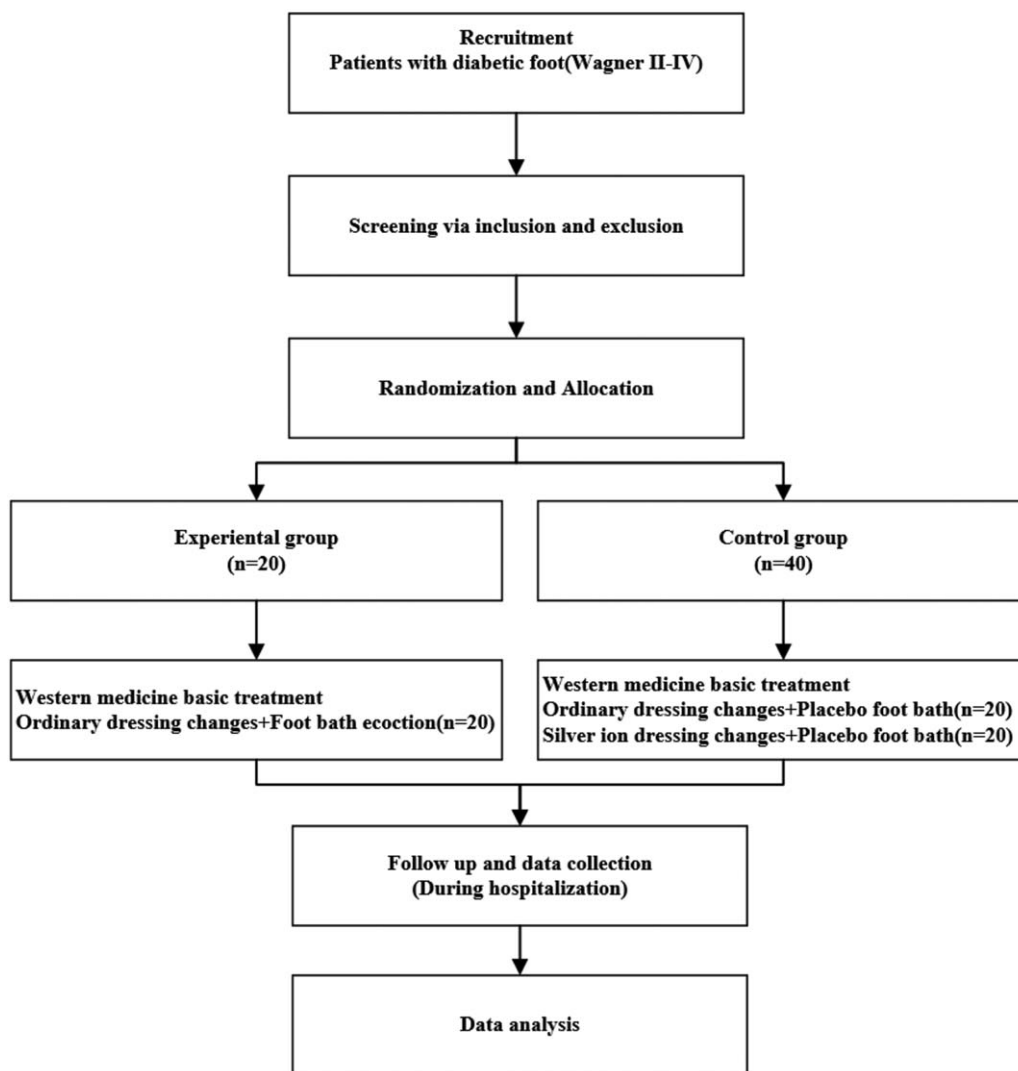 Recruitment
Patients with diabetic foot(Wagner II-IV)
Screening via inclusion and exclusion
Randomization and Allocation
Experiental group
(n=20)
Control group
(n=40)
Western medicine basic treatment
Ordinary dressing changes+Foot bath ecoction(n=20)
Western medicine basic treatment
Ordinary dressing changes+Placebo foot bath(n=20)
Silver ion dressing changes+Placebo foot bath(n=20)
Follow up and data collection
(During hospitalization)
Data analysis